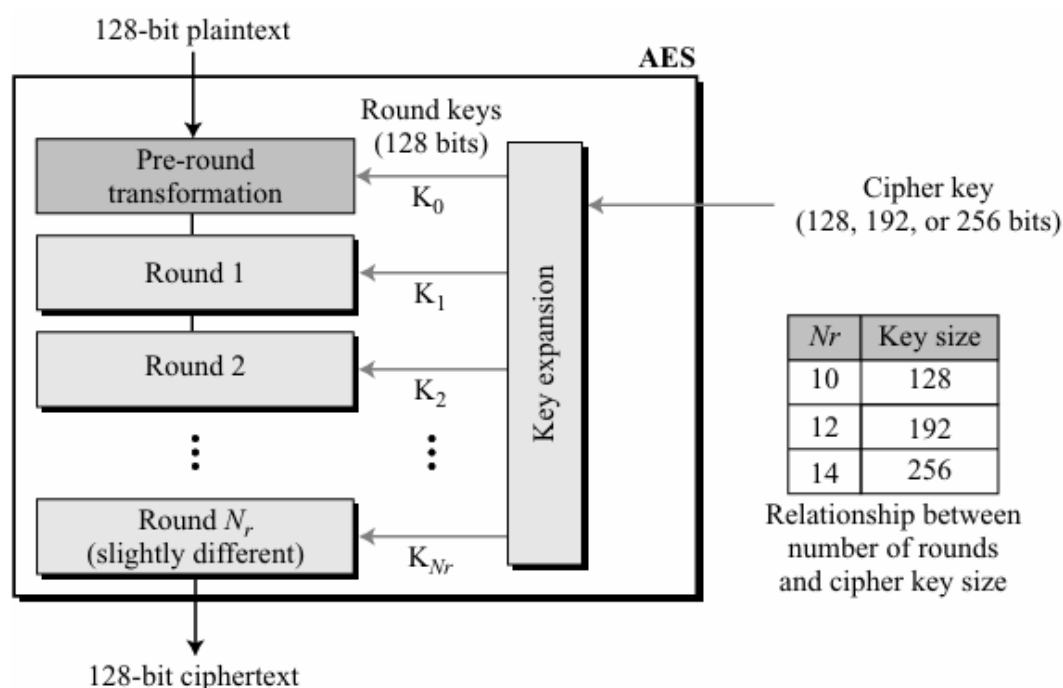 128-bit plaintext
AES
Round keys
(128 bits)
Pre-round
transformation
K0
Cipher key
(128, 192, or 256 bits)
Round 1
K1
Round 2
K2
Key expansion
Round Nr
(slightly different)
KNr
128-bit ciphertext
Nr Key size
10 128
12 192
14 256
Relationship between
number of rounds
and cipher key size